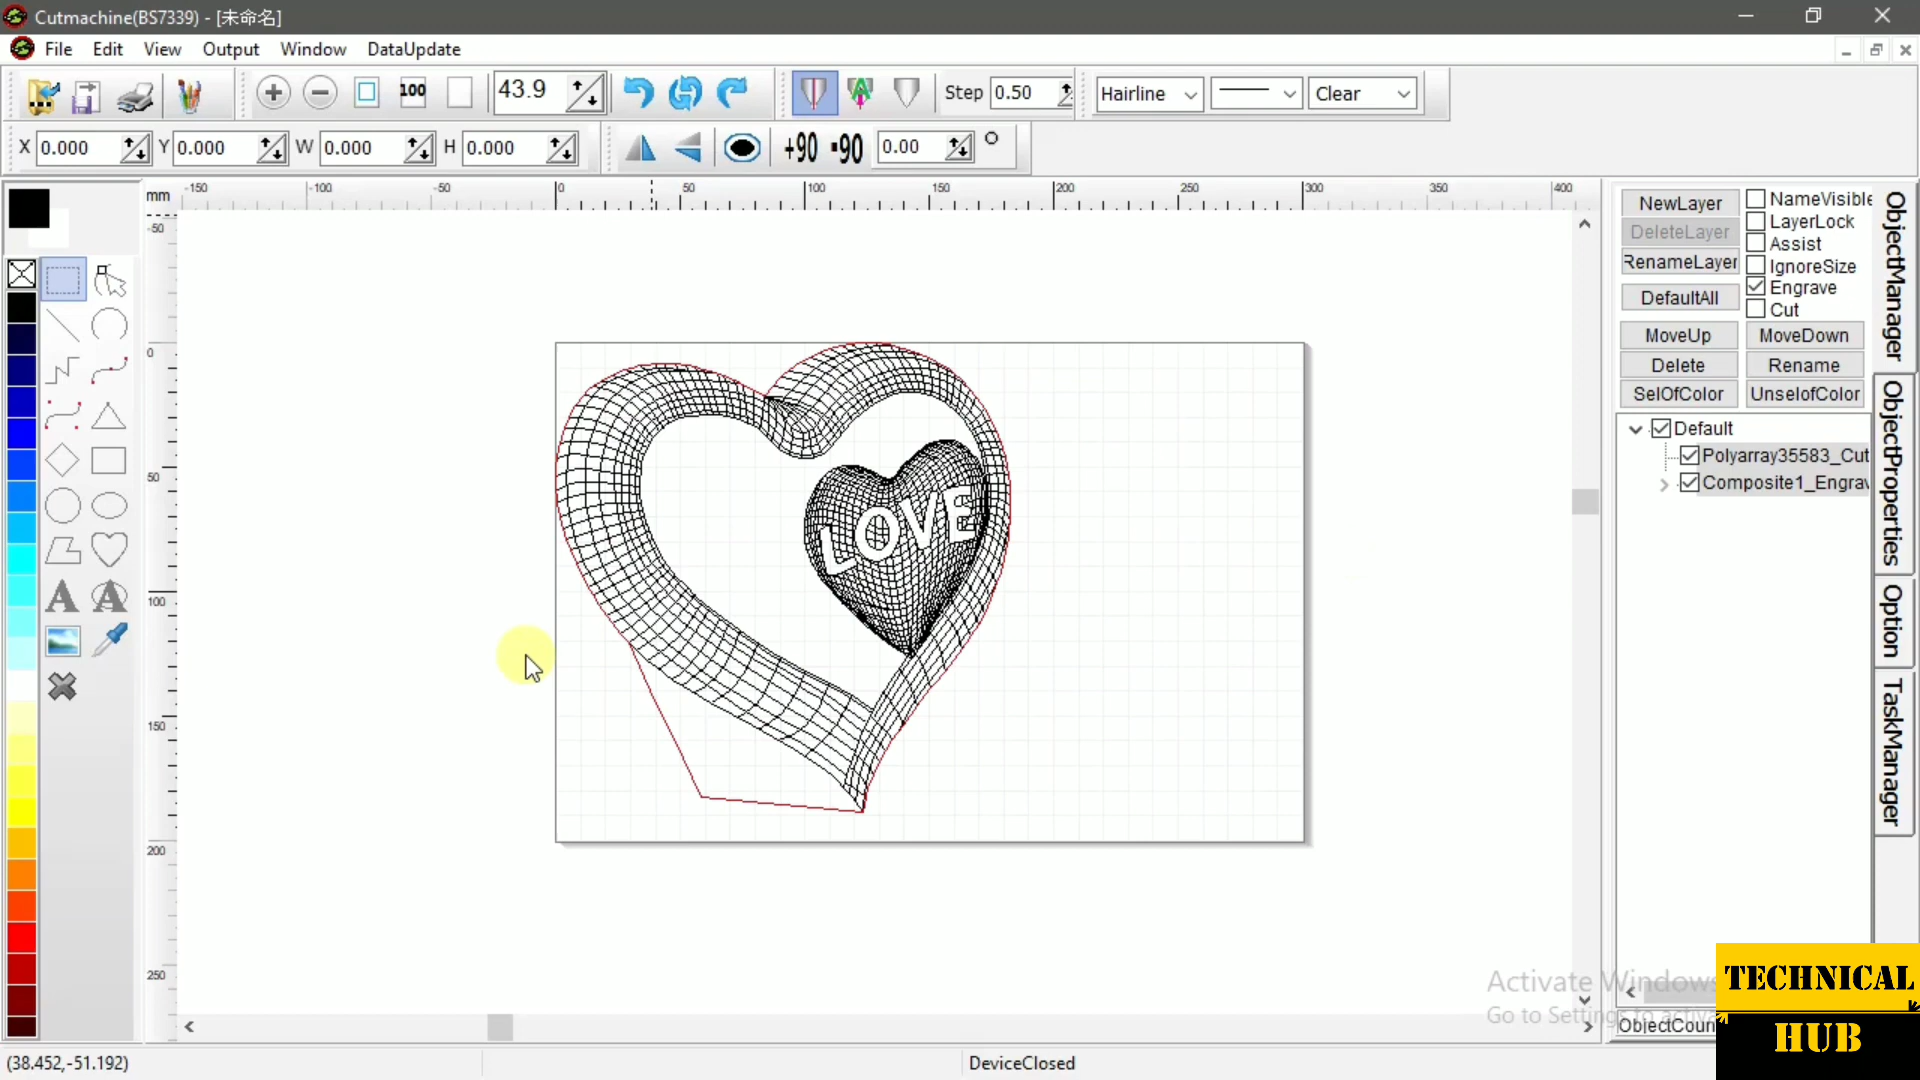 Cutmachine(BS7339) - [未命名]
File Edit View Output Window DataUpdate
100 43.9 Step 0.50 Hairline Clear
X 0.000 Y 0.000 W 0.000 H 0.000 +90 -90 0.00 °
mm -150 -100 -50 0 50 100 150 200 250 300 350 400
-50
0
50
100
150
200
250
LOVE
NewLayer NameVisible
DeleteLayer LayerLock
Assist
RenameLayer IgnoreSize
Engrave
DefaultAll Cut
MoveUp MoveDown
Delete Rename
SelOfColor UnselofColor
Default
Polyarray35583_Cut
Composite1_Engrav
ObjectManager
ObjectProperties
Option
TaskManager
Activate Windows
Go to Settings to activa
ObjectCoun
TECHNICAL
HUB
(38.452,-51.192) DeviceClosed